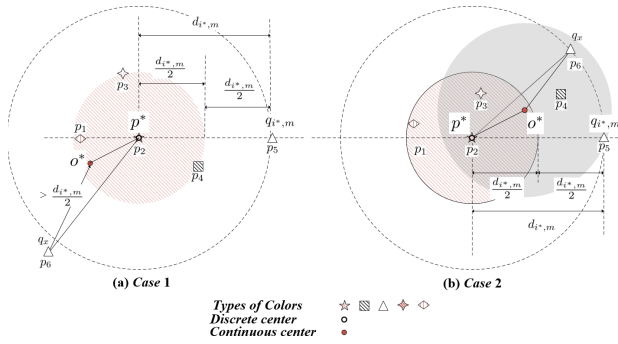 d_{i*,m}
d_{i*,m}/2
d_{i*,m}/2
p_3
p_1
p*
p_2
q_{i*,m}
p_5
o*
p_4
> d_{i*,m}/2
q_x
p_6
(a) Case 1
q_x
p_6
p_3
p_4
p_1
p*
p_2
o*
q_{i*,m}
p_5
d_{i*,m}/2
d_{i*,m}/2
d_{i*,m}
(b) Case 2
Types of Colors
Discrete center
Continuous center